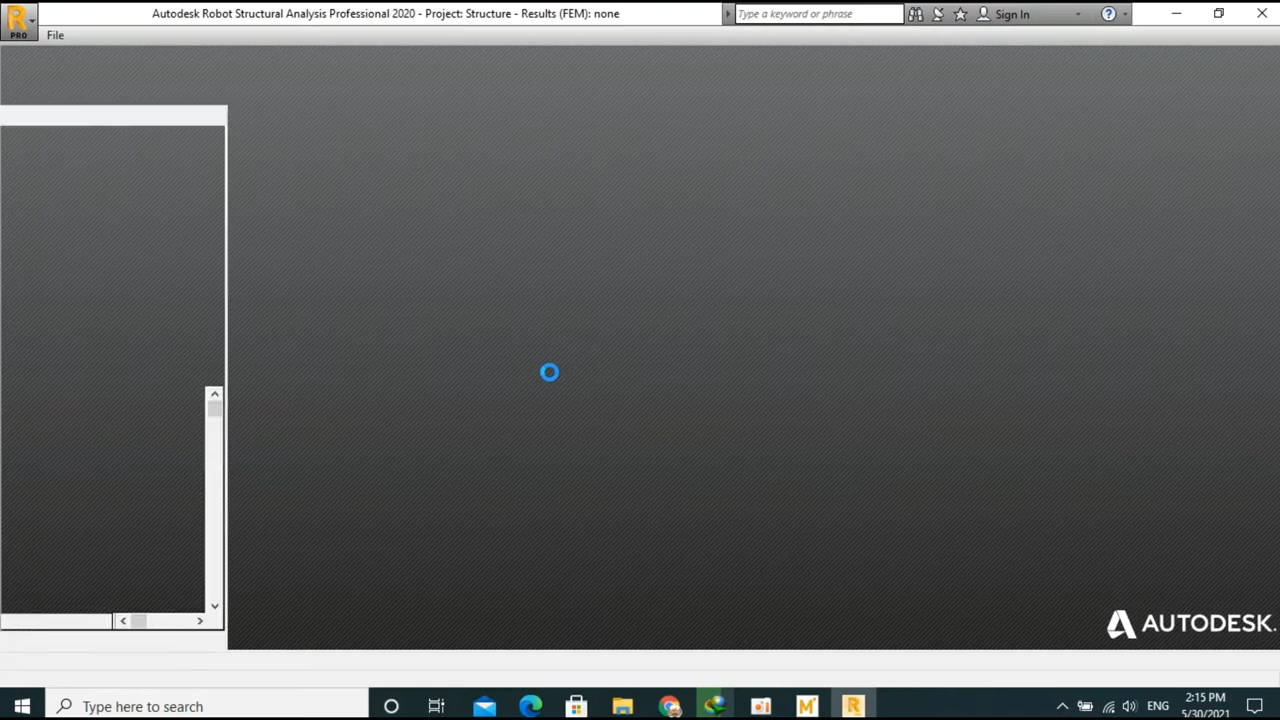 Autodesk Robot Structural Analysis Professional 2020 - Project: Structure - Results (FEM): none
Type a keyword or phrase
Sign In
PRO
File
AUTODESK.
Type here to search
ENG
2:15 PM
5/30/2021